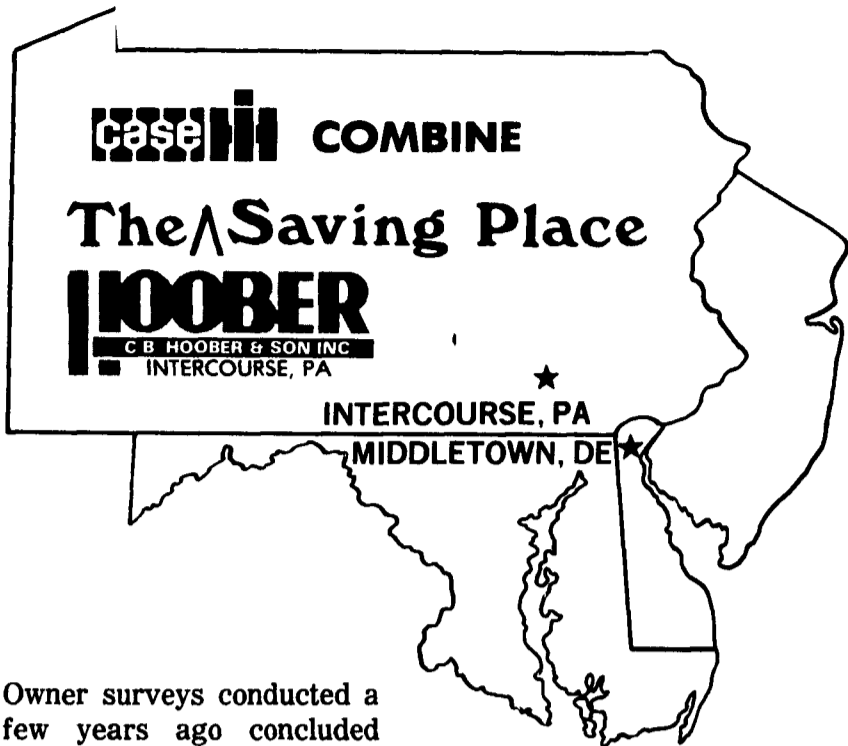 case IH COMBINE
The Λ Saving Place
HOOBER
C B HOOBER & SON INC
INTERCOURSE, PA
INTERCOURSE, PA
MIDDLETOWN, DE
Owner surveys conducted a
few years ago concluded